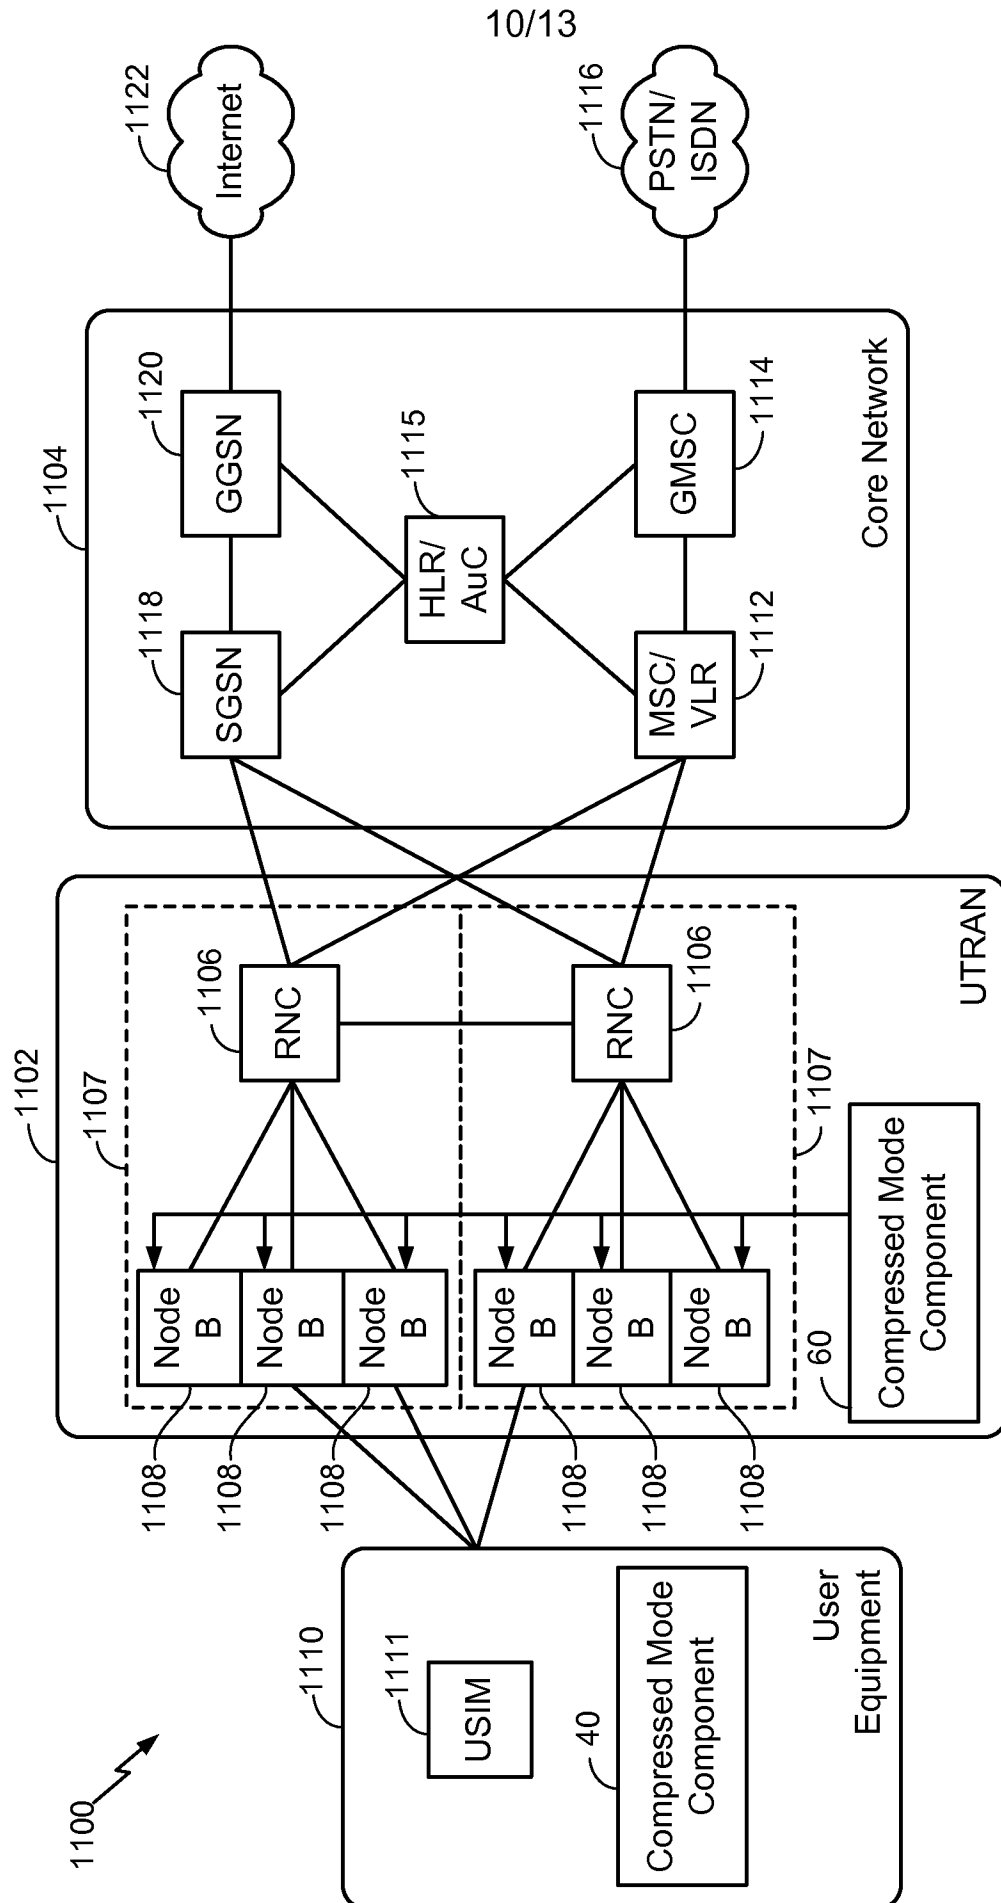 10/13
1100
1110
1111
USIM
40
Compressed Mode
Component
User
Equipment
1102
1107
1108
1108
1108
1108
1108
1108
Node
B
Node
B
Node
B
Node
B
Node
B
Node
B
1106
RNC
RNC
1106
1107
60
Compressed Mode
Component
UTRAN
1104
1118
SGSN
1120
GGSN
1115
HLR/
AuC
MSC/
VLR
1112
GMSC
1114
Core Network
1122
Internet
1116
PSTN/
ISDN